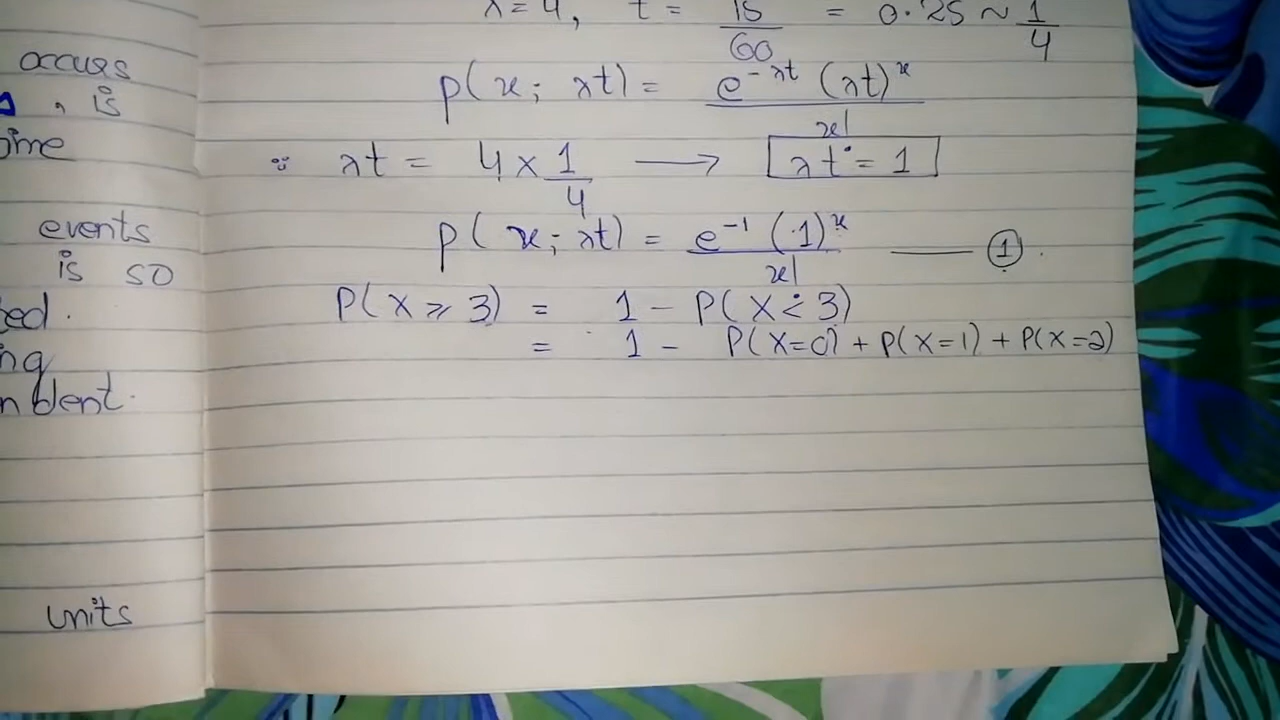 occurs
, is
time
events
is so
ted.
ng
ndent.
units
λ = 4, t = 15/60 = 0.25 ~ 1/4
p(x; λt) = e^-λt (λt)^x / x!
∵ λt = 4 × 1/4 → λt = 1
p(x; λt) = e^-1 (1)^x / x! —— ①.
P(X ≥ 3) = 1 - P(X < 3)
= 1 - P(X=0) + P(X=1) + P(X=2)